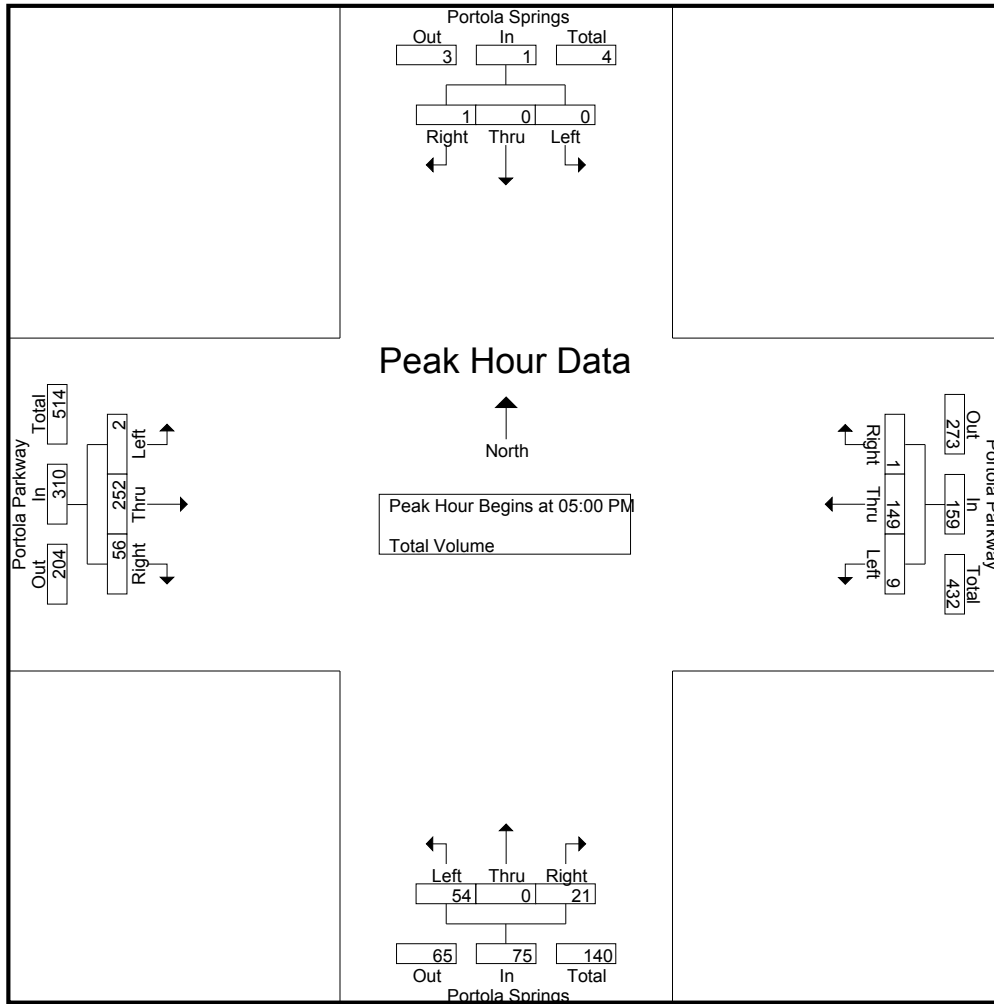 Portola Springs
Out In Total
3 1 4
1 0 0
Right Thru Left
Peak Hour Data
North
Peak Hour Begins at 05:00 PM
Total Volume
Portola Parkway
Out In Total
204 310 514
2 252 56
Left Thru Right
Portola Parkway
Out In Total
273 159 432
1 149 9
Right Thru Left
Left Thru Right
54 0 21
65 75 140
Out In Total
Portola Springs